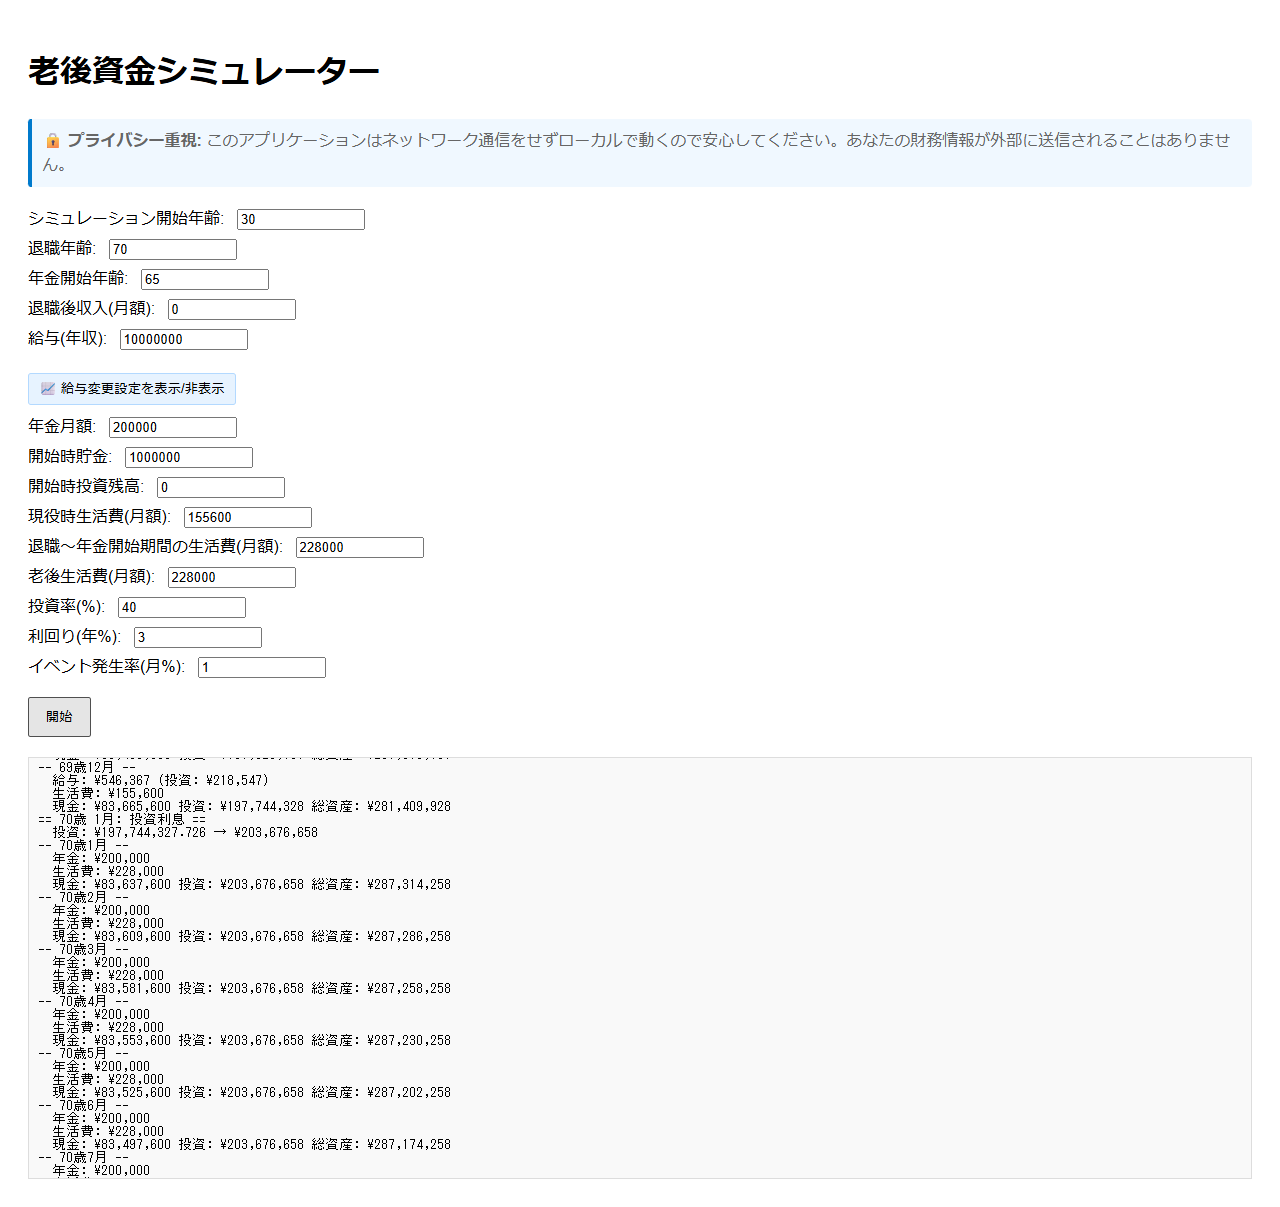 老後資金シミュレーター
🔒 プライバシー重視: このアプリケーションはネットワーク通信をせずローカルで動くので安心してください。あなたの財務情報が外部に送信されることはありませ
ん。
シミュレーション開始年齢: 30
退職年齢: 70
年金開始年齢: 65
退職後収入(月額): 0
給与(年収): 10000000
📈 給与変更設定を表示/非表示
年金月額: 200000
開始時貯金: 1000000
開始時投資残高: 0
現役時生活費(月額): 155600
退職～年金開始期間の生活費(月額): 228000
老後生活費(月額): 228000
投資率(%): 40
利回り(年%): 3
イベント発生率(月%): 1
開始
-- 69歳12月 --
給与: ¥546,367 (投資: ¥218,547)
生活費: ¥155,600
現金: ¥83,665,600 投資: ¥197,744,328 総資産: ¥281,409,928
== 70歳 1月: 投資利息 ==
投資: ¥197,744,327.726 → ¥203,676,658
-- 70歳1月 --
年金: ¥200,000
生活費: ¥228,000
現金: ¥83,637,600 投資: ¥203,676,658 総資産: ¥287,314,258
-- 70歳2月 --
年金: ¥200,000
生活費: ¥228,000
現金: ¥83,609,600 投資: ¥203,676,658 総資産: ¥287,286,258
-- 70歳3月 --
年金: ¥200,000
生活費: ¥228,000
現金: ¥83,581,600 投資: ¥203,676,658 総資産: ¥287,258,258
-- 70歳4月 --
年金: ¥200,000
生活費: ¥228,000
現金: ¥83,553,600 投資: ¥203,676,658 総資産: ¥287,230,258
-- 70歳5月 --
年金: ¥200,000
生活費: ¥228,000
現金: ¥83,525,600 投資: ¥203,676,658 総資産: ¥287,202,258
-- 70歳6月 --
年金: ¥200,000
生活費: ¥228,000
現金: ¥83,497,600 投資: ¥203,676,658 総資産: ¥287,174,258
-- 70歳7月 --
年金: ¥200,000